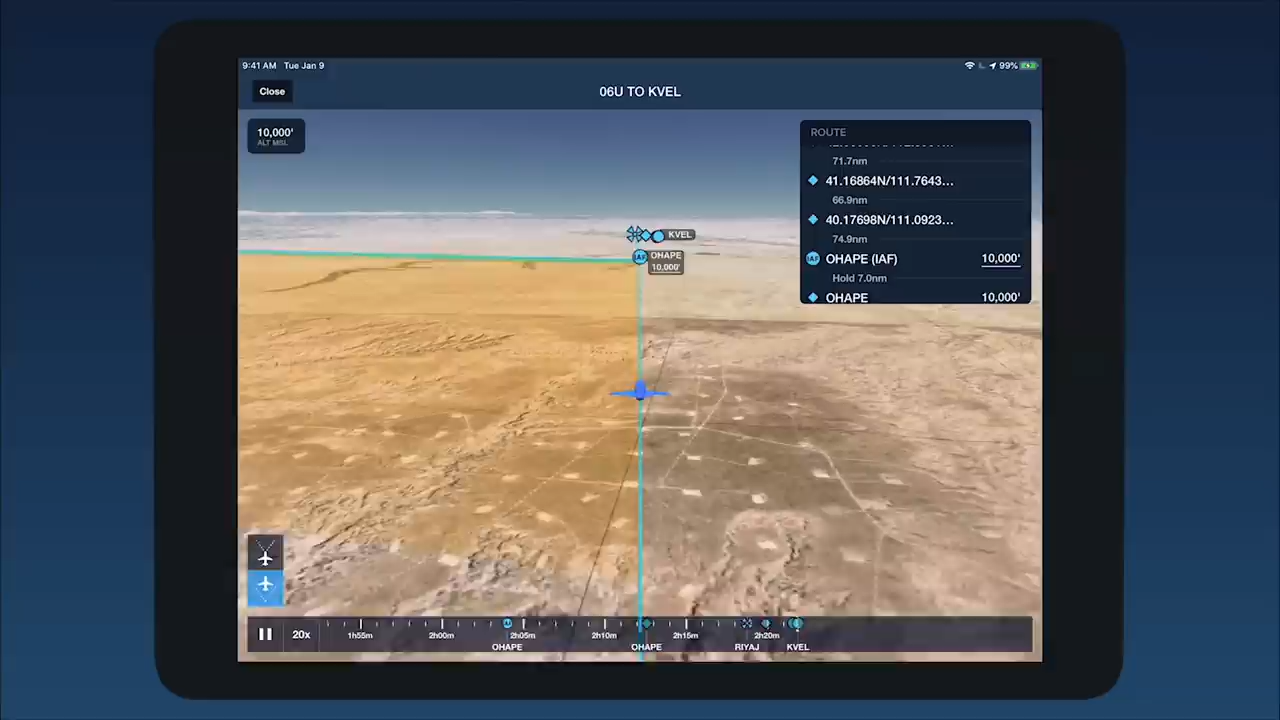 9:41 AM Tue Jan 9
99%
Close
06U TO KVEL
10,000'
ALT MSL
ROUTE
71.7nm
41.16864N/111.7643…
66.9nm
40.17698N/111.0923…
74.9nm
IAF OHAPE (IAF) 10,000'
Hold 7.0nm
OHAPE 10,000'
KVEL
IAF OHAPE
10,000'
20x
1h55m 2h00m 2h05m 2h10m 2h15m 2h20m
OHAPE OHAPE RIYAJ KVEL